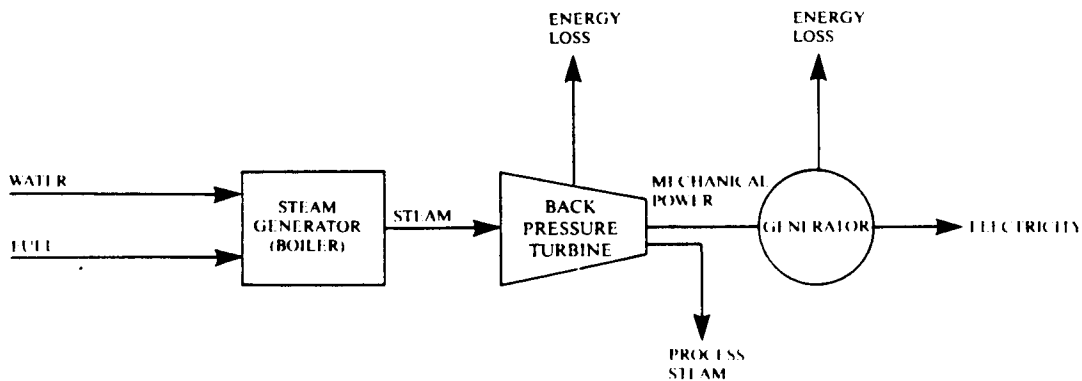 ENERGY
LOSS
ENERGY
LOSS
WATER
FUEL
STEAM
GENERATOR
(BOILER)
STEAM
BACK
PRESSURE
TURBINE
MECHANICAL
POWER
GENERATOR
ELECTRICITY
PROCESS
STEAM